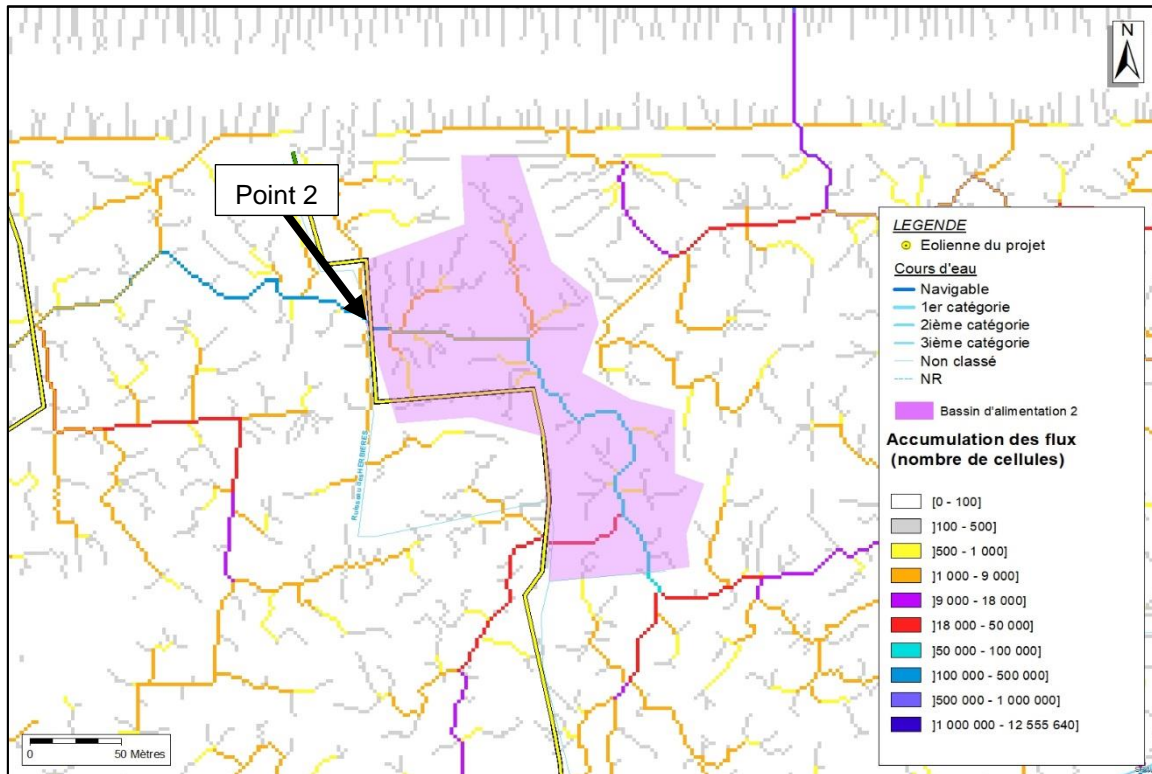 N
Point 2
LEGENDE
Eolienne du projet
Cours d'eau
Navigable
1er catégorie
2ième catégorie
3ième catégorie
Non classé
NR
Bassin d'alimentation 2
Accumulation des flux
(nombre de cellules)
[0 - 100]
]100 - 500]
]500 - 1 000]
]1 000 - 9 000]
]9 000 - 18 000]
]18 000 - 50 000]
]50 000 - 100 000]
]100 000 - 500 000]
]500 000 - 1 000 000]
]1 000 000 - 12 555 640]
Ruisseau des HERBIERES
0 50 Mètres